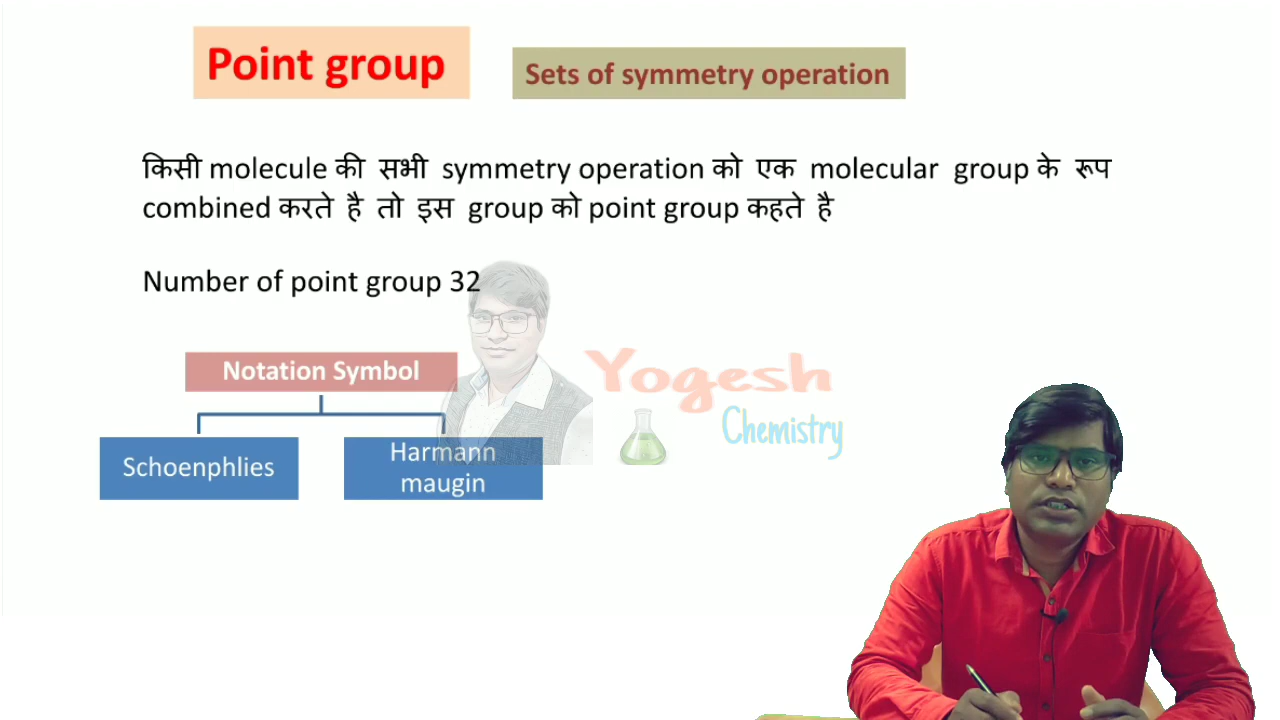 Point group
Sets of symmetry operation
किसी molecule की सभी symmetry operation को एक molecular group के रूप
combined करते है तो इस group को point group कहते है
Number of point group 32
Notation Symbol
Schoenphlies
Harmann
maugin
Yogesh
Chemistry